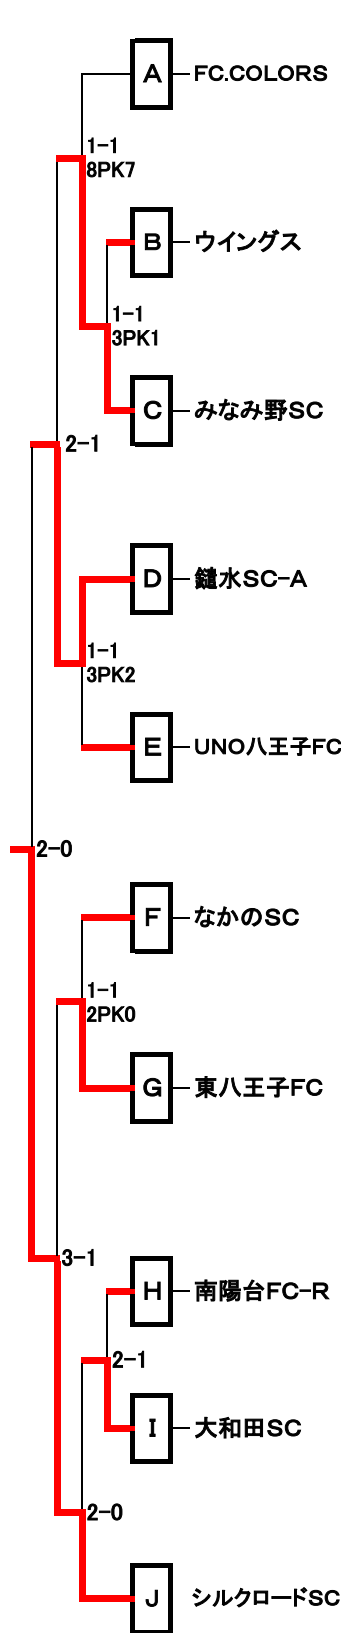 A FC.COLORS
1-1
8PK7
B ウイングス
1-1
3PK1
C みなみ野SC
2-1
D 鑓水SC-A
1-1
3PK2
E UNO八王子FC
2-0
F なかのSC
1-1
2PK0
G 東八王子FC
3-1
H 南陽台FC-R
2-1
I 大和田SC
2-0
J シルクロードSC